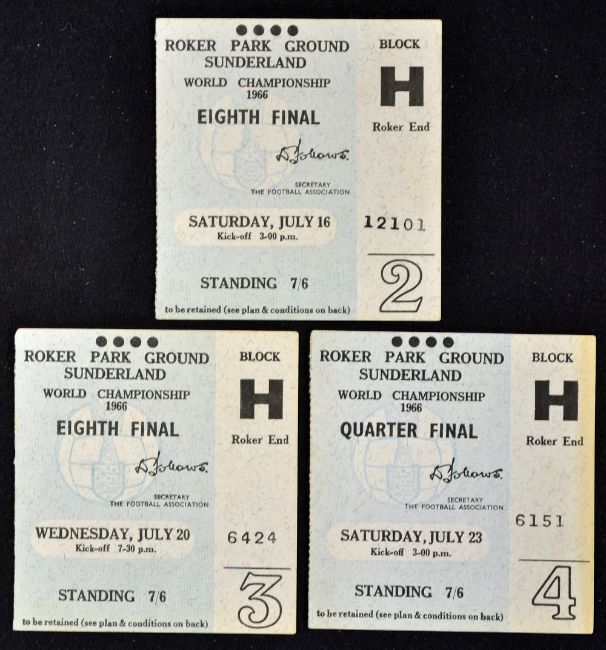 ROKER PARK GROUND
SUNDERLAND
WORLD CHAMPIONSHIP
1966
EIGHTH FINAL
D Follows.
SECRETARY
THE FOOTBALL ASSOCIATION
SATURDAY, JULY 16
Kick-off 3-00 p.m.
STANDING 7/6
to be retained (see plan & conditions on back)
BLOCK
H
Roker End
12101
2
ROKER PARK GROUND
SUNDERLAND
WORLD CHAMPIONSHIP
1966
EIGHTH FINAL
D Follows.
SECRETARY
THE FOOTBALL ASSOCIATION
WEDNESDAY, JULY 20
Kick-off 7-30 p.m.
STANDING 7/6
to be retained (see plan & conditions on back)
BLOCK
H
Roker End
6424
3
ROKER PARK GROUND
SUNDERLAND
WORLD CHAMPIONSHIP
1966
QUARTER FINAL
D Follows.
SECRETARY
THE FOOTBALL ASSOCIATION
SATURDAY, JULY 23
Kick-off 3-00 p.m.
STANDING 7/6
to be retained (see plan & conditions on back)
BLOCK
H
Roker End
6151
4